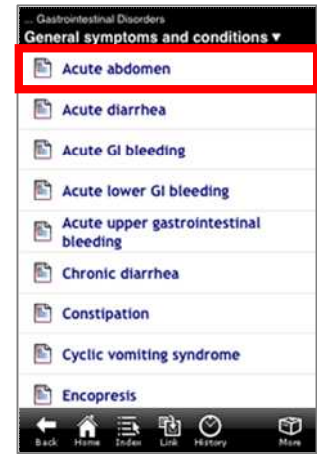 ... Gastrointestinal Disorders
General symptoms and conditions ▼
Acute abdomen
Acute diarrhea
Acute GI bleeding
Acute lower GI bleeding
Acute upper gastrointestinal
bleeding
Chronic diarrhea
Constipation
Cyclic vomiting syndrome
Encopresis
Back Home Index Link History More